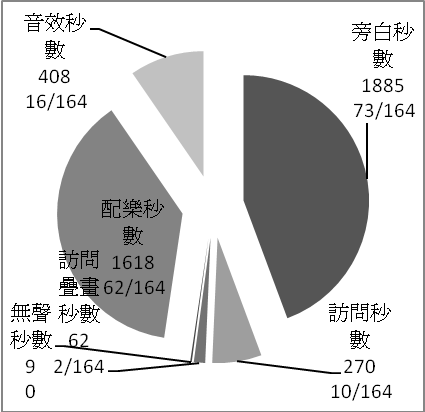 音效秒
數
408
16/164
旁白秒
數
1885
73/164
配樂秒
數
1618
62/164
訪問
疊畫
秒數
62
2/164
無聲
秒數
9
0
訪問秒
數
270
10/164